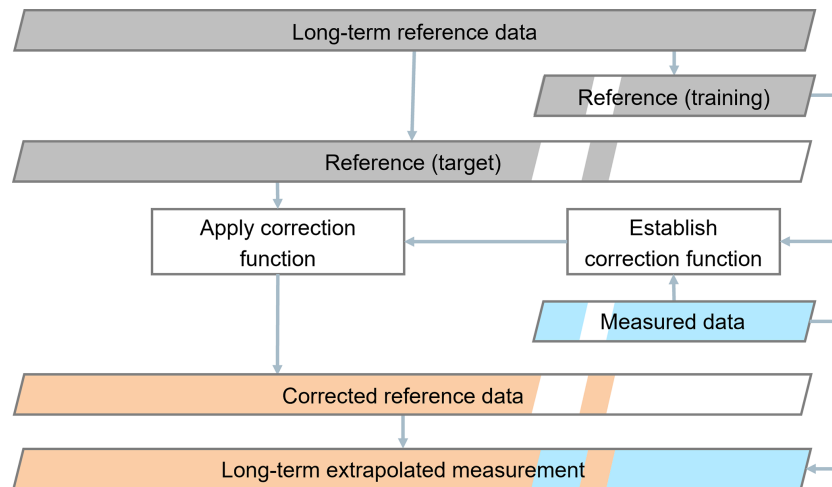 Long-term reference data
Reference (training)
Reference (target)
Apply correction
function
Establish
correction function
Measured data
Corrected reference data
Long-term extrapolated measurement